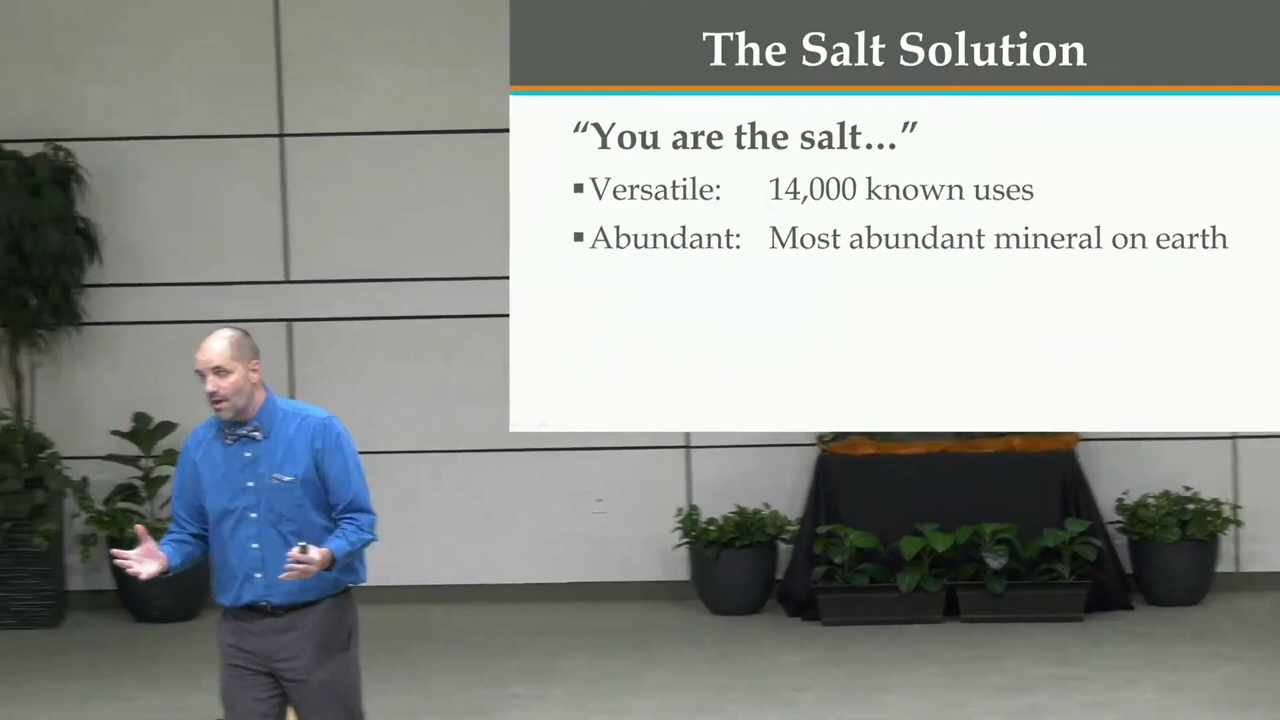 The Salt Solution
“You are the salt...”
▪Versatile: 14,000 known uses
▪Abundant: Most abundant mineral on earth